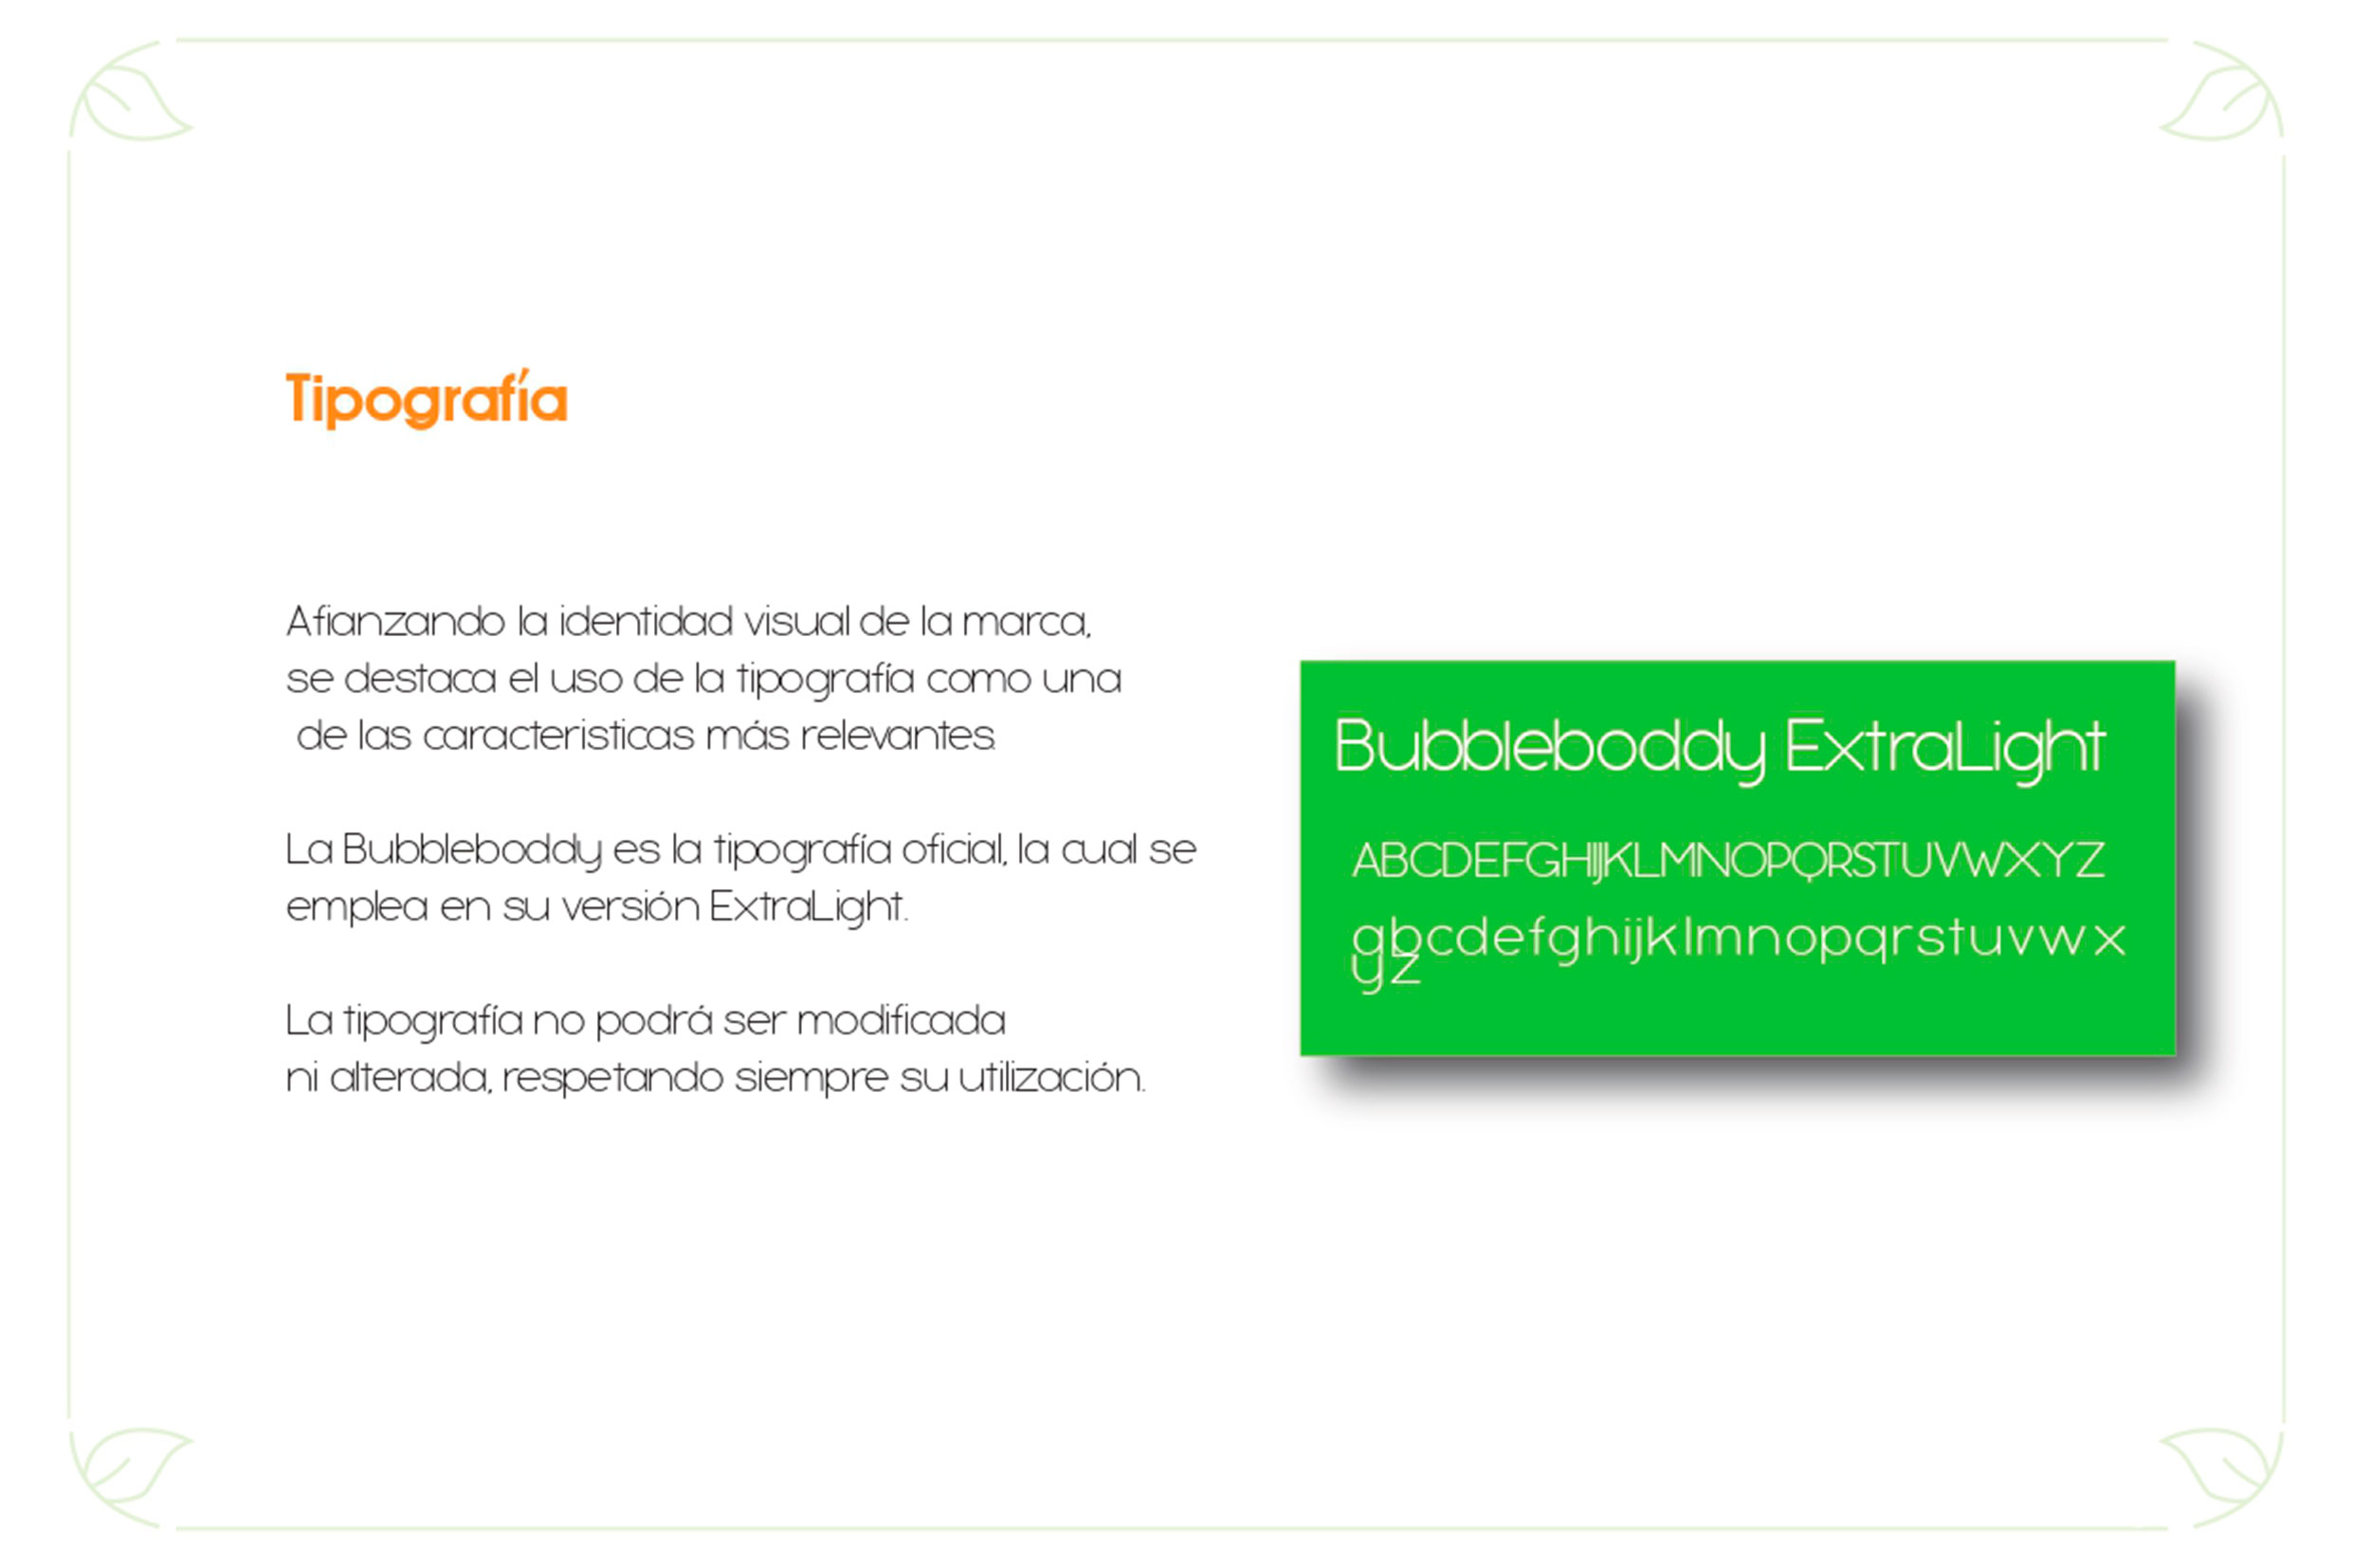 Tipografía
Afianzando la identidad visual de la marca,
se destaca el uso de la tipografía como una
de las caracteristicas más relevantes.
La Bubbleboddy es la tipografía oficial, la cual se
emplea en su versión ExtraLight.
La tipografía no podrá ser modificada
ni alterada, respetando siempre su utilización.
Bubbleboddy ExtraLight
ABCDEFGHIJKLMNOPQRSTUVWXYZ
abcdefghijklmnopqrstuvwx
yz